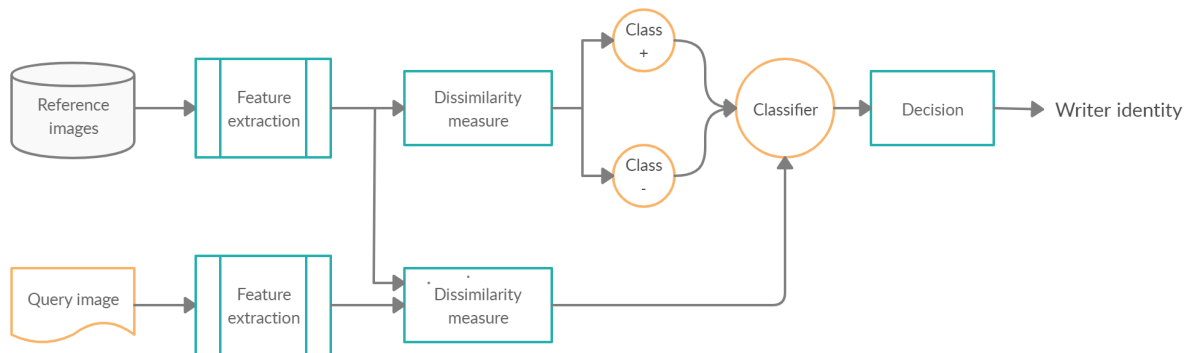 Reference
images
Feature
extraction
Dissimilarity
measure
Class
+
Class
-
Classifier
Decision
Writer identity
Query image
Feature
extraction
Dissimilarity
measure